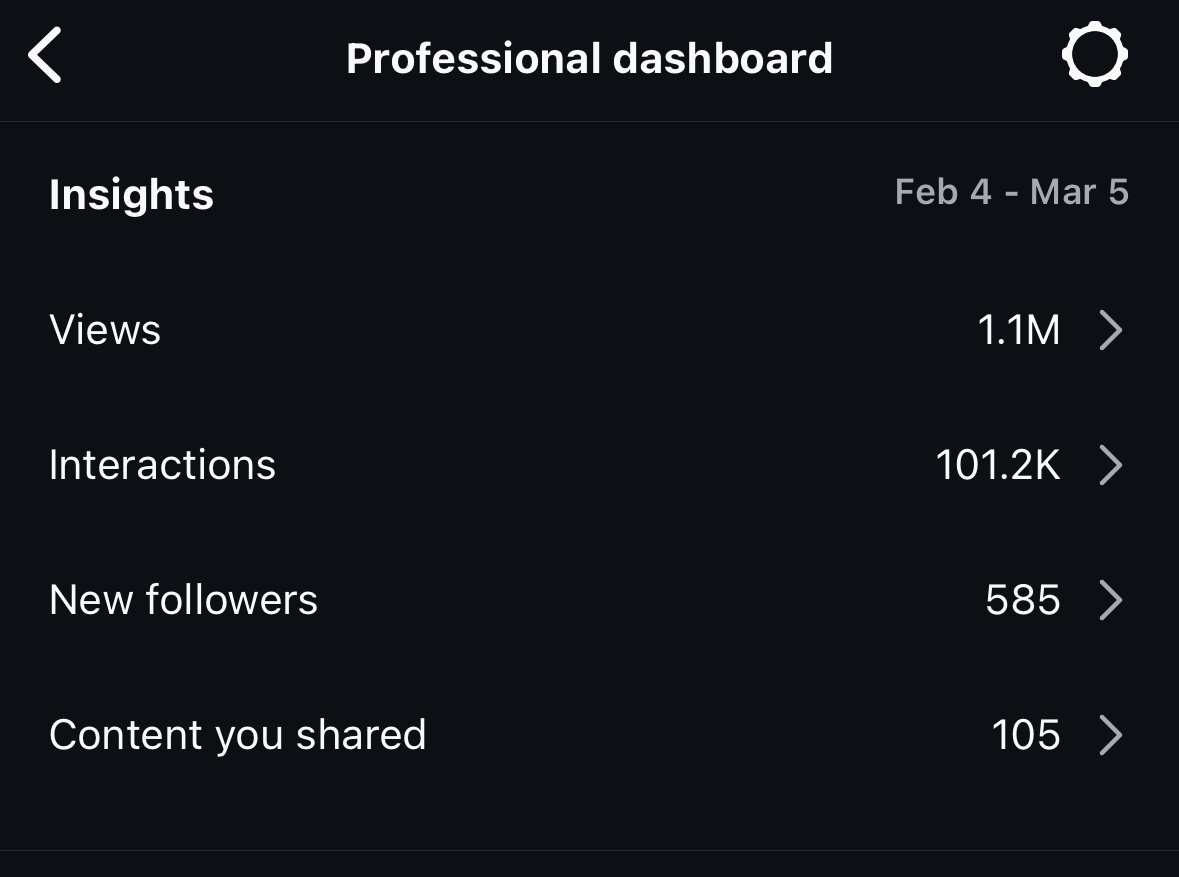 Professional dashboard
Insights Feb 4 - Mar 5
Views 1.1M
Interactions 101.2K
New followers 585
Content you shared 105